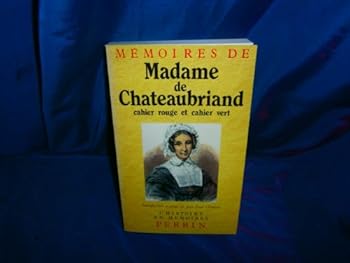 MÉMOIRES DE
Madame
de
Chateaubriand
cahier rouge et cahier vert
L'HISTOIRE
EN MÉMOIRES
PERRIN